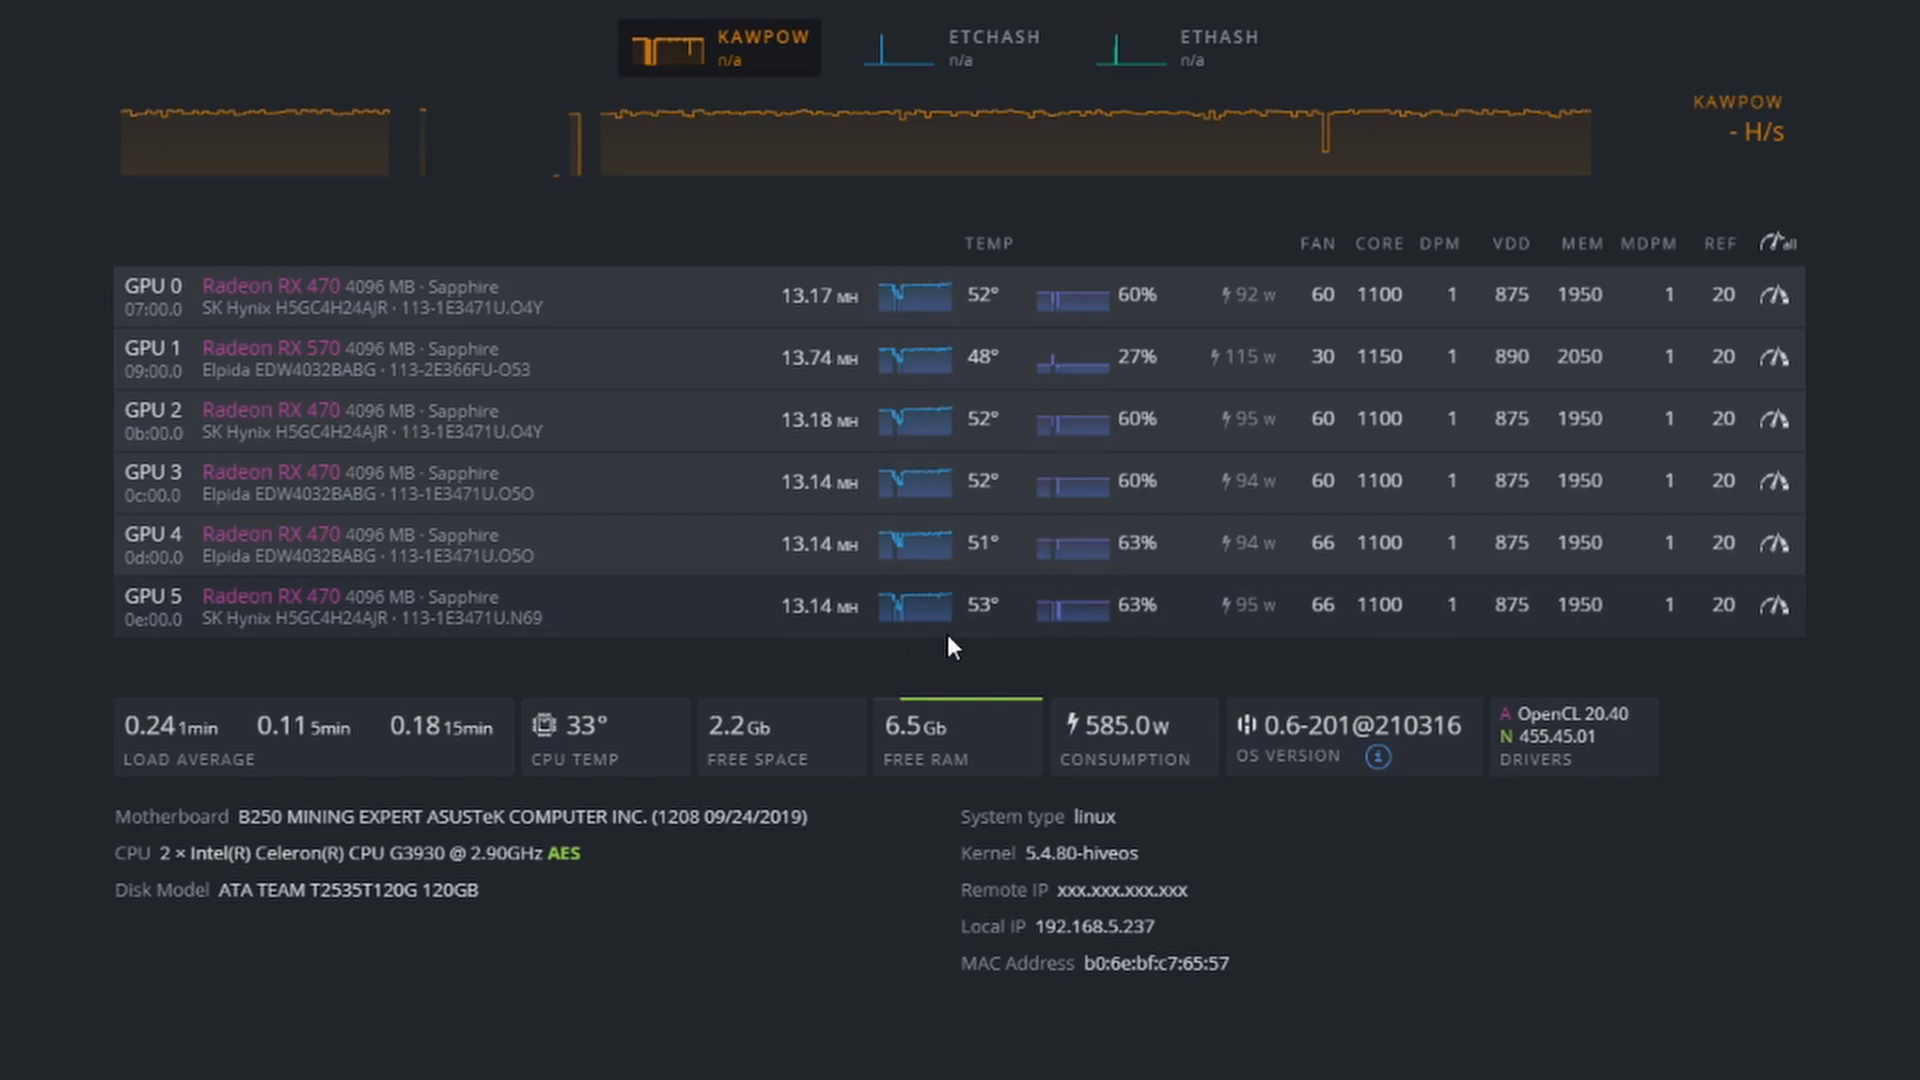 KAWPOW ETCHASH ETHASH
n/a n/a n/a
KAWPOW
- H/s
TEMP FAN CORE DPM VDD MEM MDPM REF all
GPU 0 Radeon RX 470 4096 MB · Sapphire
07:00.0 SK Hynix H5GC4H24AJR · 113-1E3471U.O4Y
13.17 MH 52° 60% 92 W 60 1100 1 875 1950 1 20
GPU 1 Radeon RX 570 4096 MB · Sapphire
09:00.0 Elpida EDW4032BABG · 113-2E366FU-O53
13.74 MH 48° 27% 115 W 30 1150 1 890 2050 1 20
GPU 2 Radeon RX 470 4096 MB · Sapphire
0b:00.0 SK Hynix H5GC4H24AJR · 113-1E3471U.O4Y
13.18 MH 52° 60% 95 W 60 1100 1 875 1950 1 20
GPU 3 Radeon RX 470 4096 MB · Sapphire
0c:00.0 Elpida EDW4032BABG · 113-1E3471U.O5O
13.14 MH 52° 60% 94 W 60 1100 1 875 1950 1 20
GPU 4 Radeon RX 470 4096 MB · Sapphire
0d:00.0 Elpida EDW4032BABG · 113-1E3471U.O5O
13.14 MH 51° 63% 94 W 66 1100 1 875 1950 1 20
GPU 5 Radeon RX 470 4096 MB · Sapphire
0e:00.0 SK Hynix H5GC4H24AJR · 113-1E3471U.N69
13.14 MH 53° 63% 95 W 66 1100 1 875 1950 1 20
0.24 1min 0.11 5min 0.18 15min
LOAD AVERAGE
33°
CPU TEMP
2.2 Gb
FREE SPACE
6.5 Gb
FREE RAM
585.0 W
CONSUMPTION
0.6-201@210316
OS VERSION i
A OpenCL 20.40
N 455.45.01
DRIVERS
Motherboard B250 MINING EXPERT ASUSTeK COMPUTER INC. (1208 09/24/2019)
CPU 2 × Intel(R) Celeron(R) CPU G3930 @ 2.90GHz AES
Disk Model ATA TEAM T2535T120G 120GB
System type linux
Kernel 5.4.80-hiveos
Remote IP xxx.xxx.xxx.xxx
Local IP 192.168.5.237
MAC Address b0:6e:bf:c7:65:57